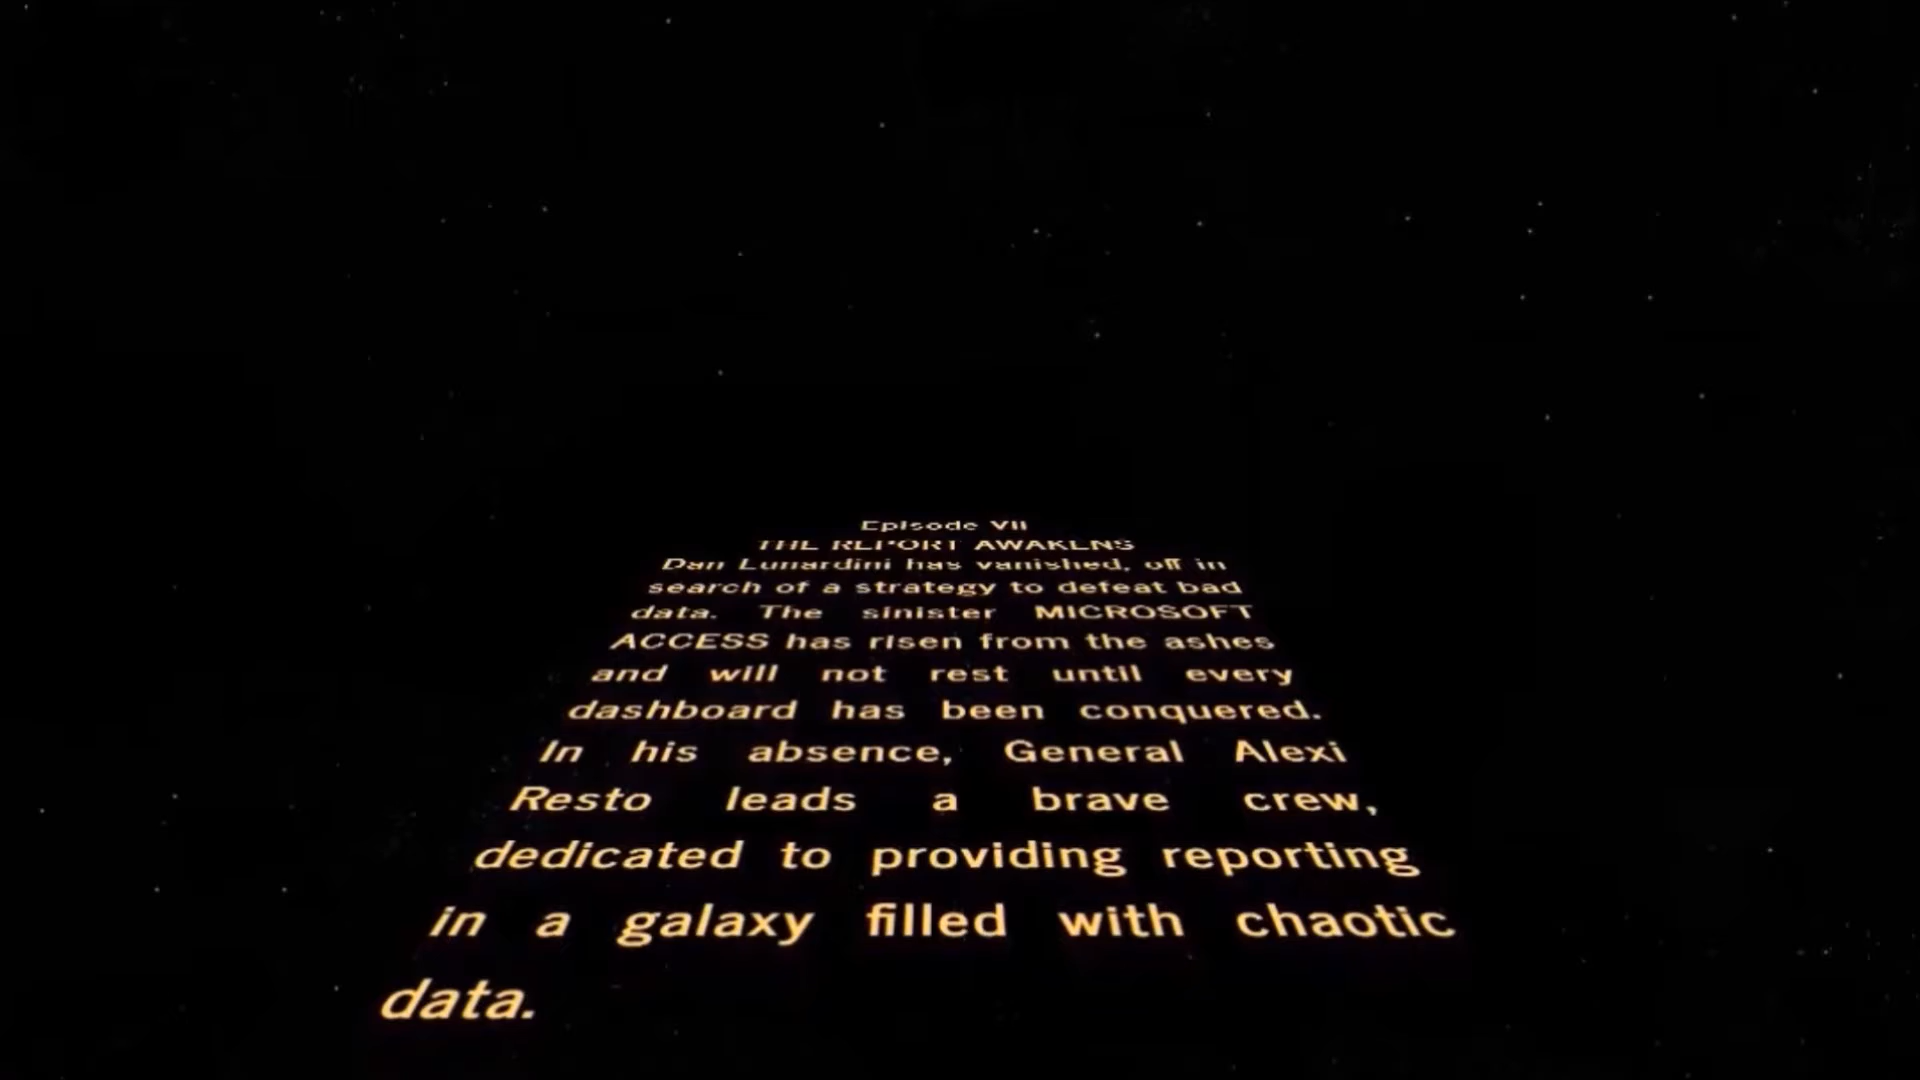 Episode VII
THE REPORT AWAKENS
Dan Lunardini has vanished, off in
search of a strategy to defeat bad
data. The sinister MICROSOFT
ACCESS has risen from the ashes
and will not rest until every
dashboard has been conquered.
In his absence, General Alexi
Resto leads a brave crew,
dedicated to providing reporting
in a galaxy filled with chaotic
data.